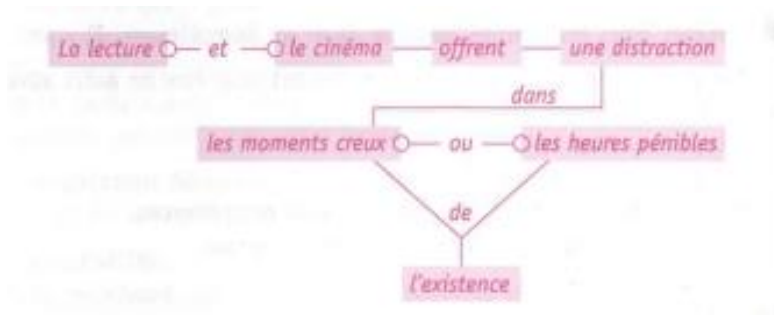 La lecture et le cinéma offrent une distraction
dans
les moments creux ou les heures pénibles
de
l'existence